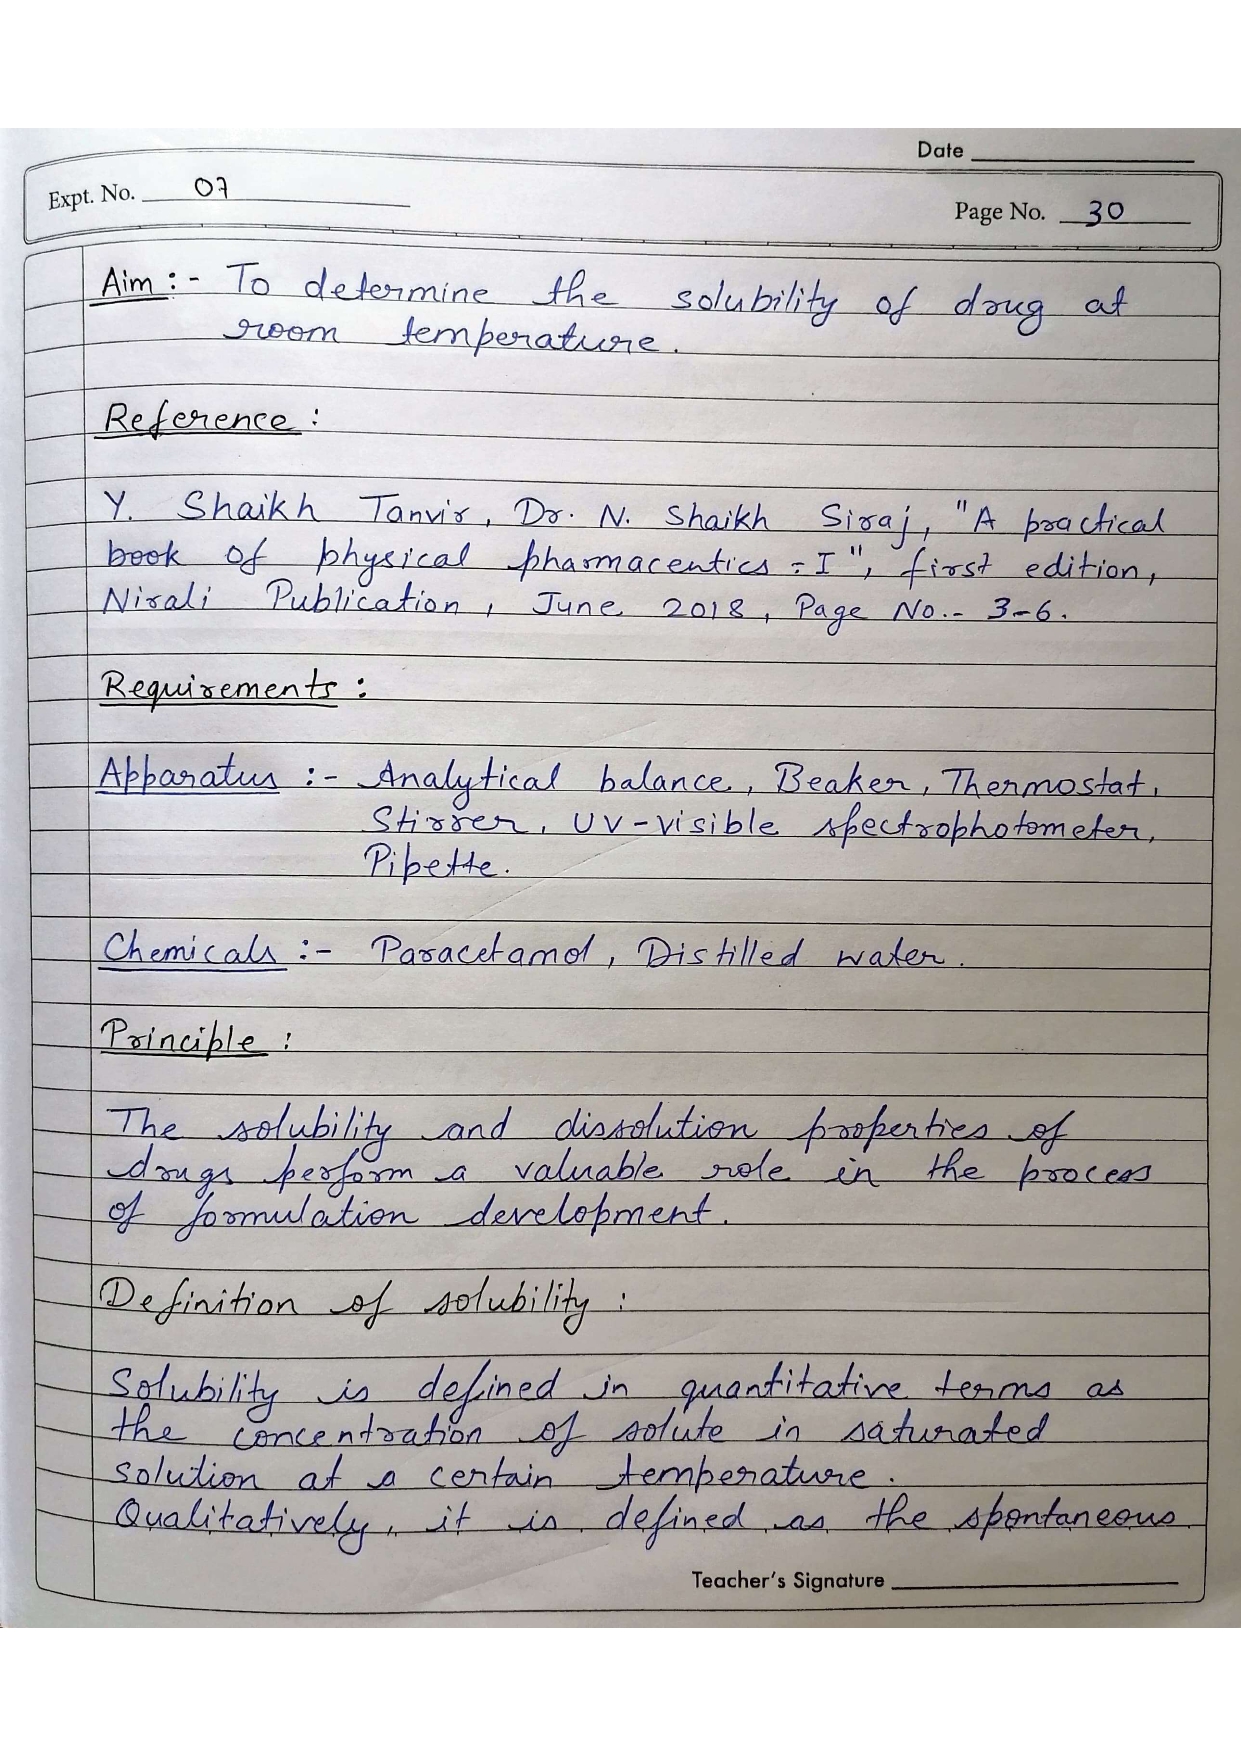 Date
Expt. No. 07
Page No. 30
Aim :- To determine the solubility of drug at
room temperature.
Reference :
Y. Shaikh Tanvir, Dr. N. Shaikh Siraj, "A practical
book of physical pharmaceutics - I", first edition,
Nirali Publication, June 2018, Page No.- 3-6.
Requirements :
Apparatus :- Analytical balance, Beaker, Thermostat,
Stirrer, UV-visible spectrophotometer,
Pipette.
Chemicals :- Paracetamol, Distilled water.
Principle :
The solubility and dissolution properties of
drugs perform a valuable role in the process
of formulation development.
Definition of solubility :
Solubility is defined in quantitative terms as
the concentration of solute in saturated
solution at a certain temperature.
Qualitatively, it is defined as the spontaneous
Teacher's Signature